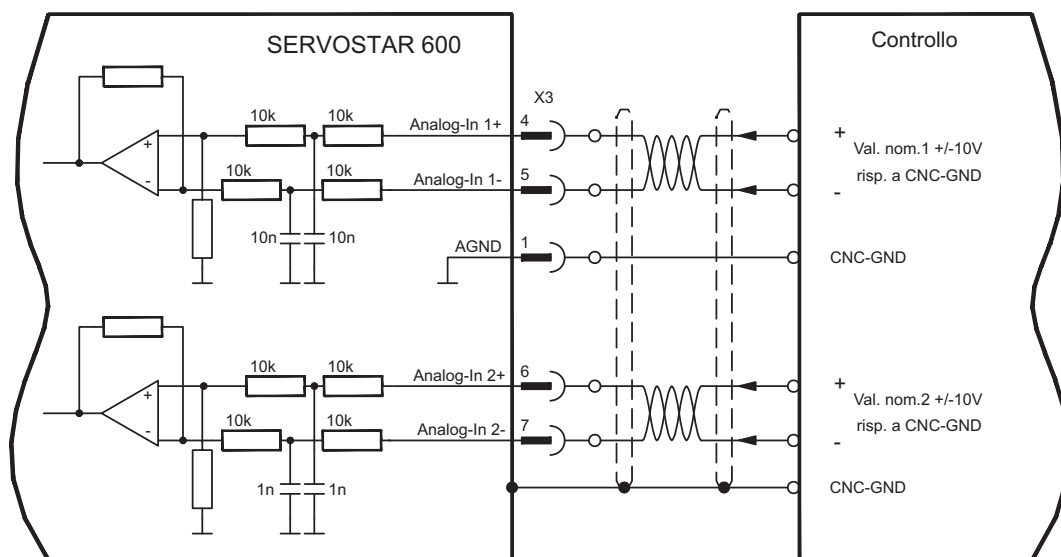 SERVOSTAR 600
Controllo
X3
10k
10k
Analog-In 1+
4
+
+
Val. nom.1 +/-10V
-
10k
10k
Analog-In 1-
5
risp. a CNC-GND
-
10n
10n
AGND
1
CNC-GND
10k
10k
Analog-In 2+
6
+
+
Val. nom.2 +/-10V
-
10k
10k
Analog-In 2-
7
risp. a CNC-GND
-
1n
1n
CNC-GND